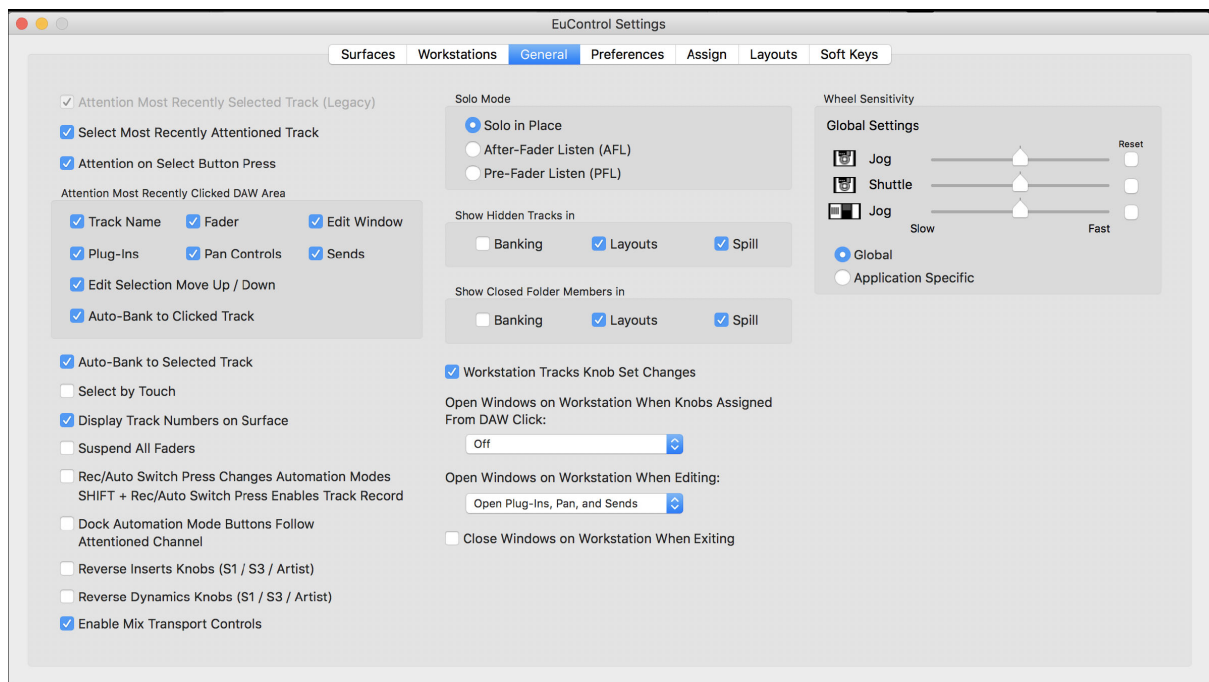 EuControl Settings
Surfaces Workstations General Preferences Assign Layouts Soft Keys
Attention Most Recently Selected Track (Legacy)
Select Most Recently Attentioned Track
Attention on Select Button Press
Attention Most Recently Clicked DAW Area
Track Name Fader Edit Window
Plug-Ins Pan Controls Sends
Edit Selection Move Up / Down
Auto-Bank to Clicked Track
Auto-Bank to Selected Track
Select by Touch
Display Track Numbers on Surface
Suspend All Faders
Rec/Auto Switch Press Changes Automation Modes
SHIFT + Rec/Auto Switch Press Enables Track Record
Dock Automation Mode Buttons Follow
Attentioned Channel
Reverse Inserts Knobs (S1 / S3 / Artist)
Reverse Dynamics Knobs (S1 / S3 / Artist)
Enable Mix Transport Controls
Solo Mode
Solo in Place
After-Fader Listen (AFL)
Pre-Fader Listen (PFL)
Show Hidden Tracks in
Banking Layouts Spill
Show Closed Folder Members in
Banking Layouts Spill
Workstation Tracks Knob Set Changes
Open Windows on Workstation When Knobs Assigned
From DAW Click:
Off
Open Windows on Workstation When Editing:
Open Plug-Ins, Pan, and Sends
Close Windows on Workstation When Exiting
Wheel Sensitivity
Global Settings
Reset
Jog
Shuttle
Jog
Slow Fast
Global
Application Specific